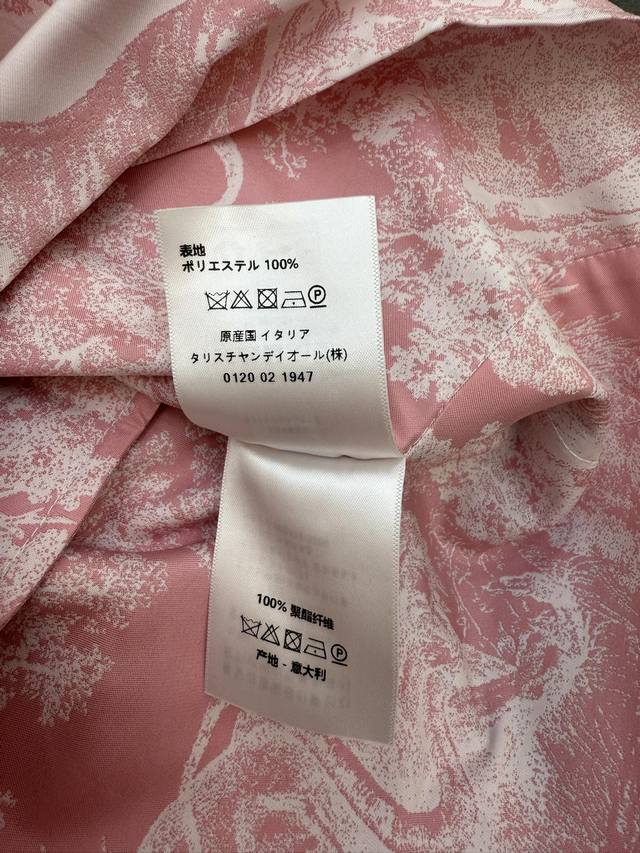 表地
ポリエステル 100%
原産国 イタリア
タリスチャンデイオール(株)
0120 02 1947
100% 聚酯纤维
产地 - 意大利